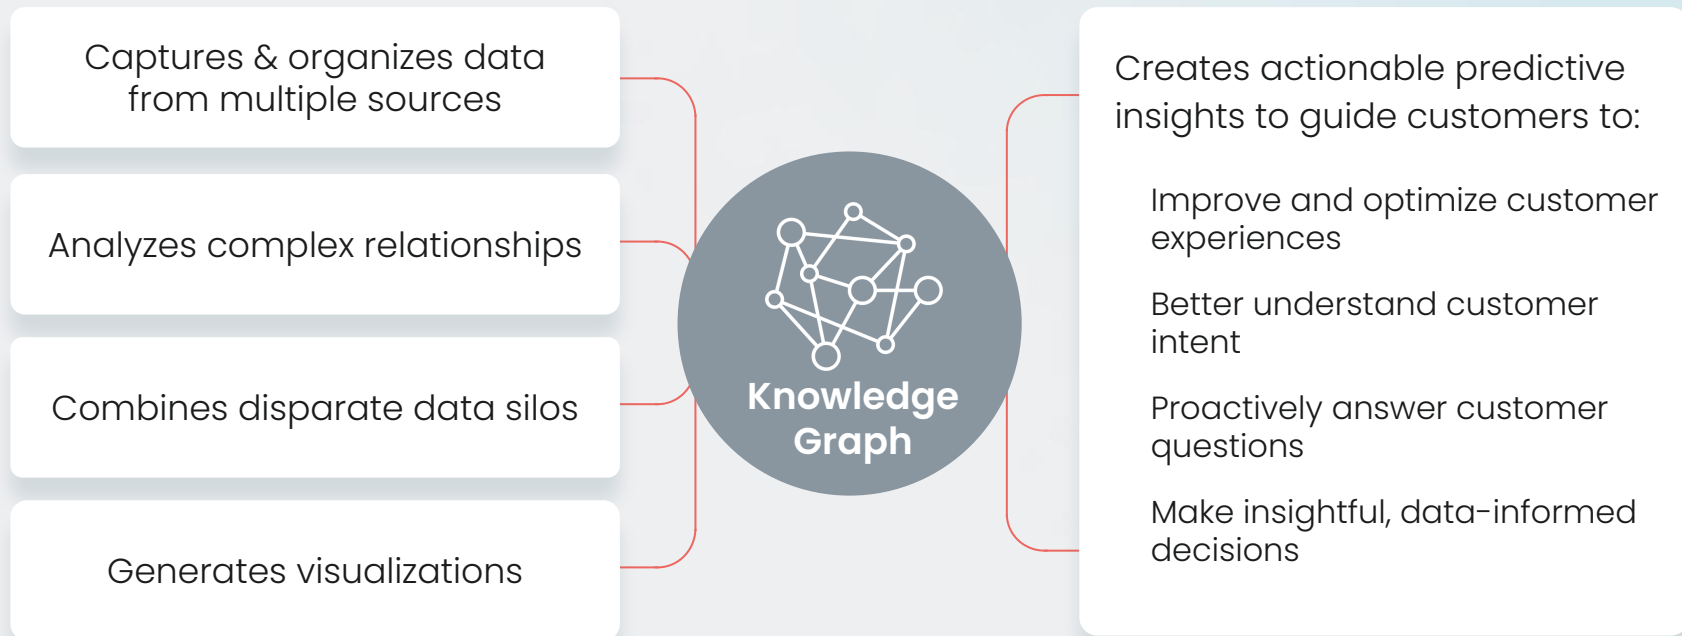 Captures & organizes data
from multiple sources
Analyzes complex relationships
Combines disparate data silos
Generates visualizations
Knowledge
Graph
Creates actionable predictive
insights to guide customers to:
Improve and optimize customer
experiences
Better understand customer
intent
Proactively answer customer
questions
Make insightful, data-informed
decisions